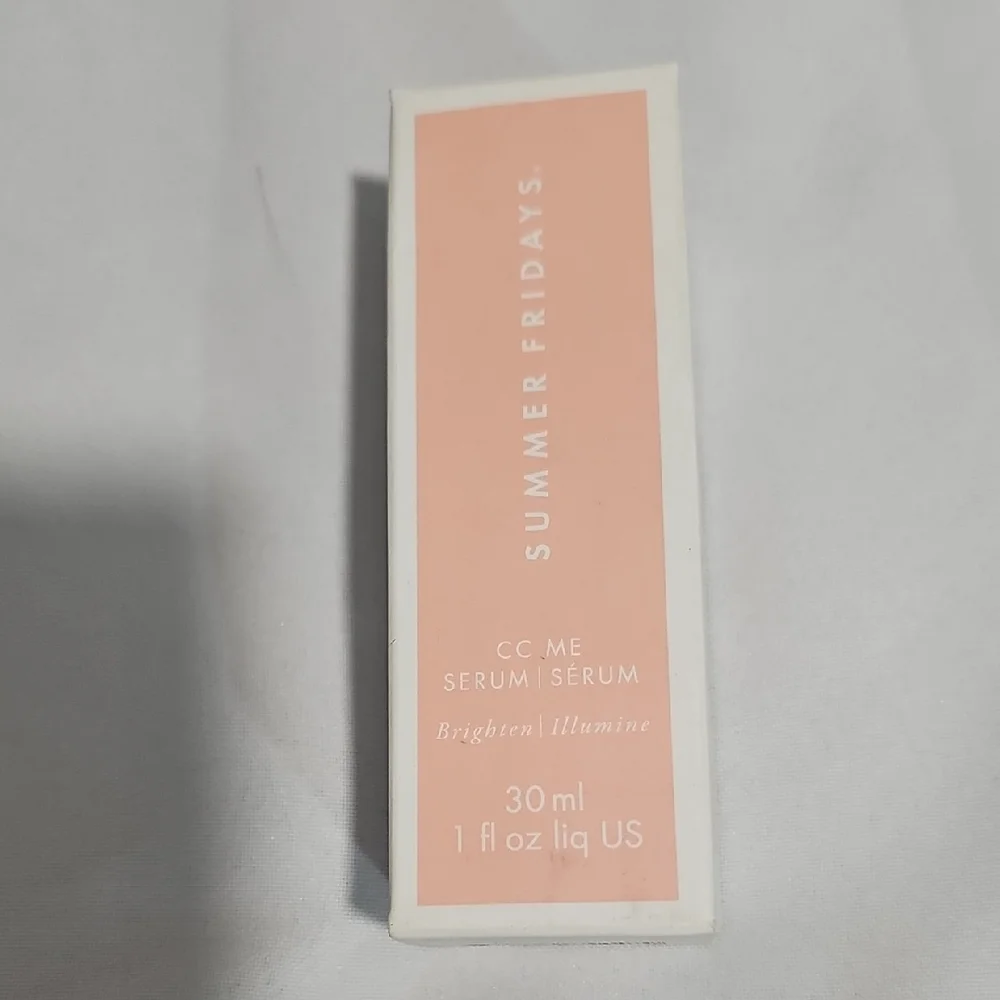 SUMMER FRIDAYS.
CC ME
SERUM | SÉRUM
Brighten | Illumine
30 ml
1 fl oz liq US